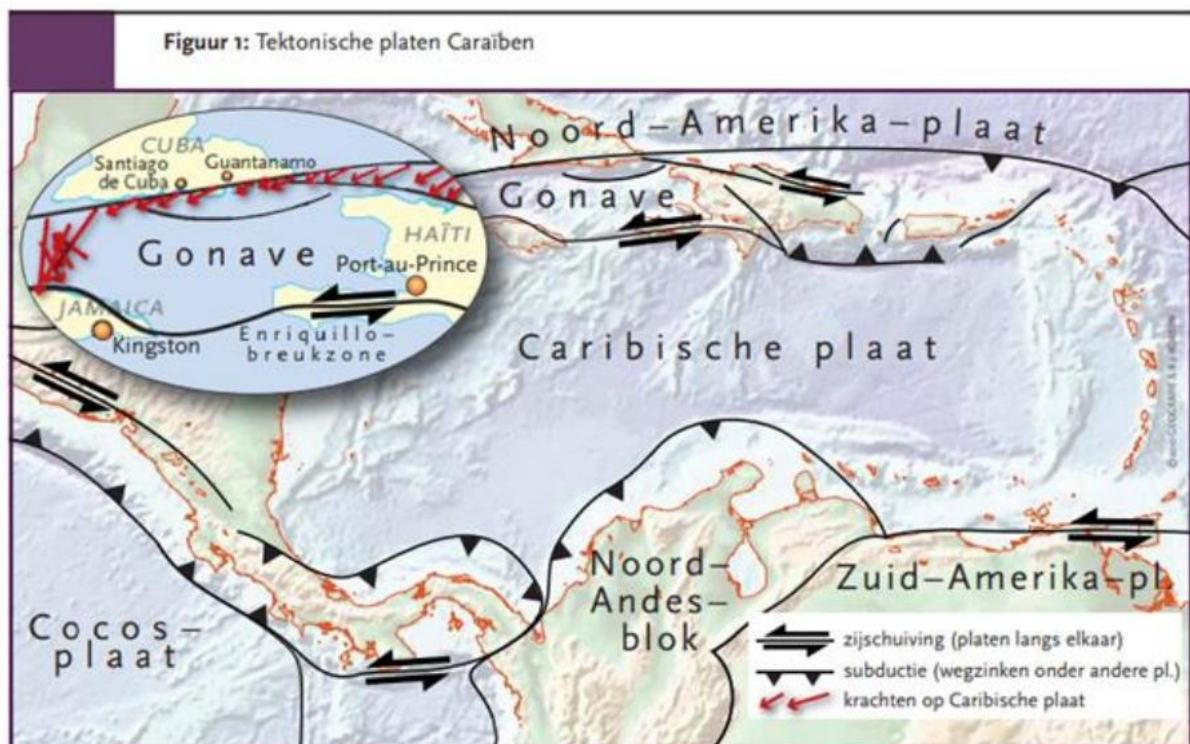 Figuur 1: Tektonische platen Caraïben
Noord-Amerika-plaat
CUBA
Santiago
de Cuba
Guantanamo
Gonave
HAÏTI
Port-au-Prince
JAMAICA
Kingston
Enriquillo-
breukzone
Gonave
Caribische plaat
Noord-
Andes-
blok
Zuid-Amerika-pl.
Cocos-
plaat
zijschuiving (platen langs elkaar)
subductie (wegzinken onder andere pl.)
krachten op Caribische plaat